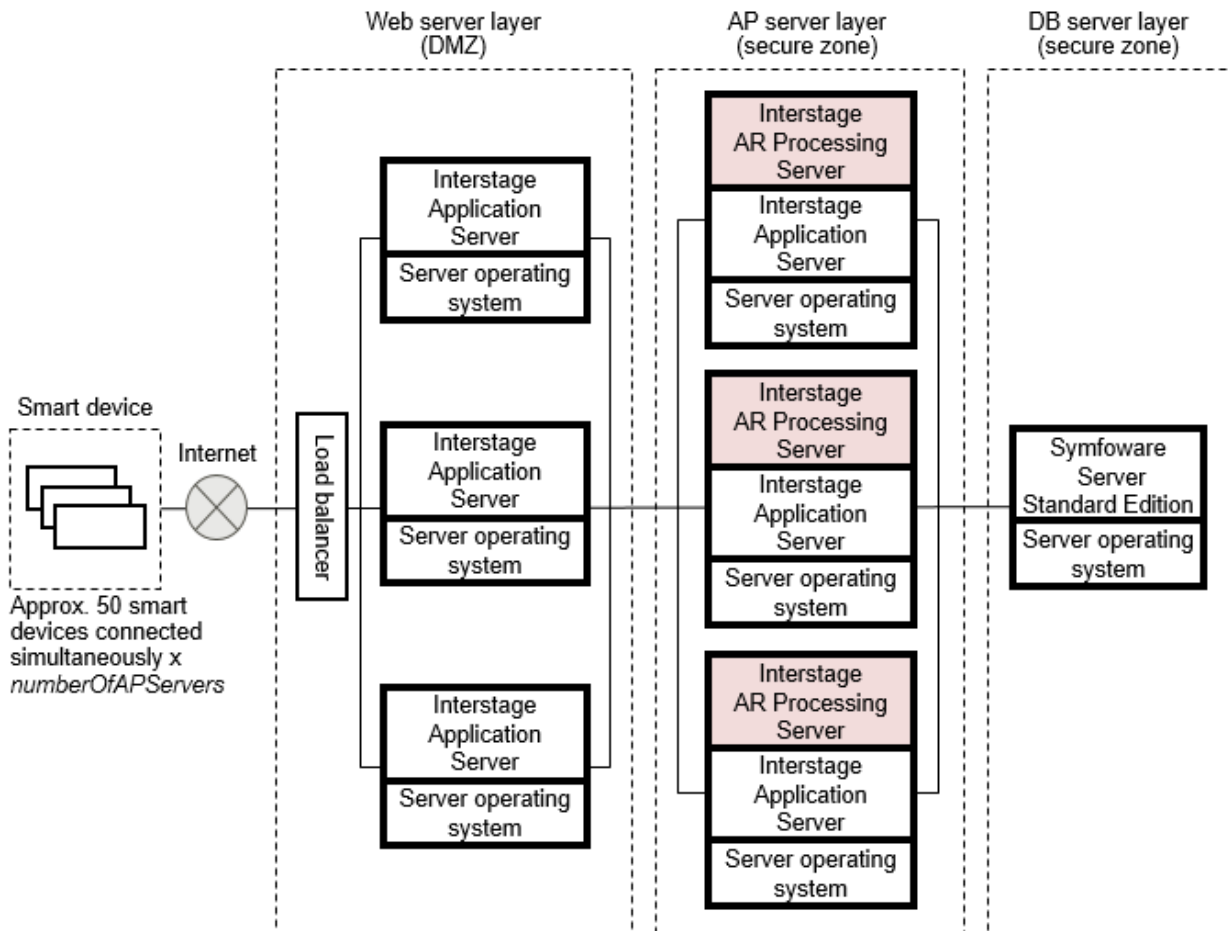 Web server layer
(DMZ)
AP server layer
(secure zone)
DB server layer
(secure zone)
Smart device
Approx. 50 smart
devices connected
simultaneously x
numberOfAPServers
Internet
Load balancer
Interstage
Application
Server
Server operating
system
Interstage
Application
Server
Server operating
system
Interstage
Application
Server
Server operating
system
Interstage
AR Processing
Server
Interstage
Application
Server
Server operating
system
Interstage
AR Processing
Server
Interstage
Application
Server
Server operating
system
Interstage
AR Processing
Server
Interstage
Application
Server
Server operating
system
Symfoware
Server
Standard Edition
Server operating
system